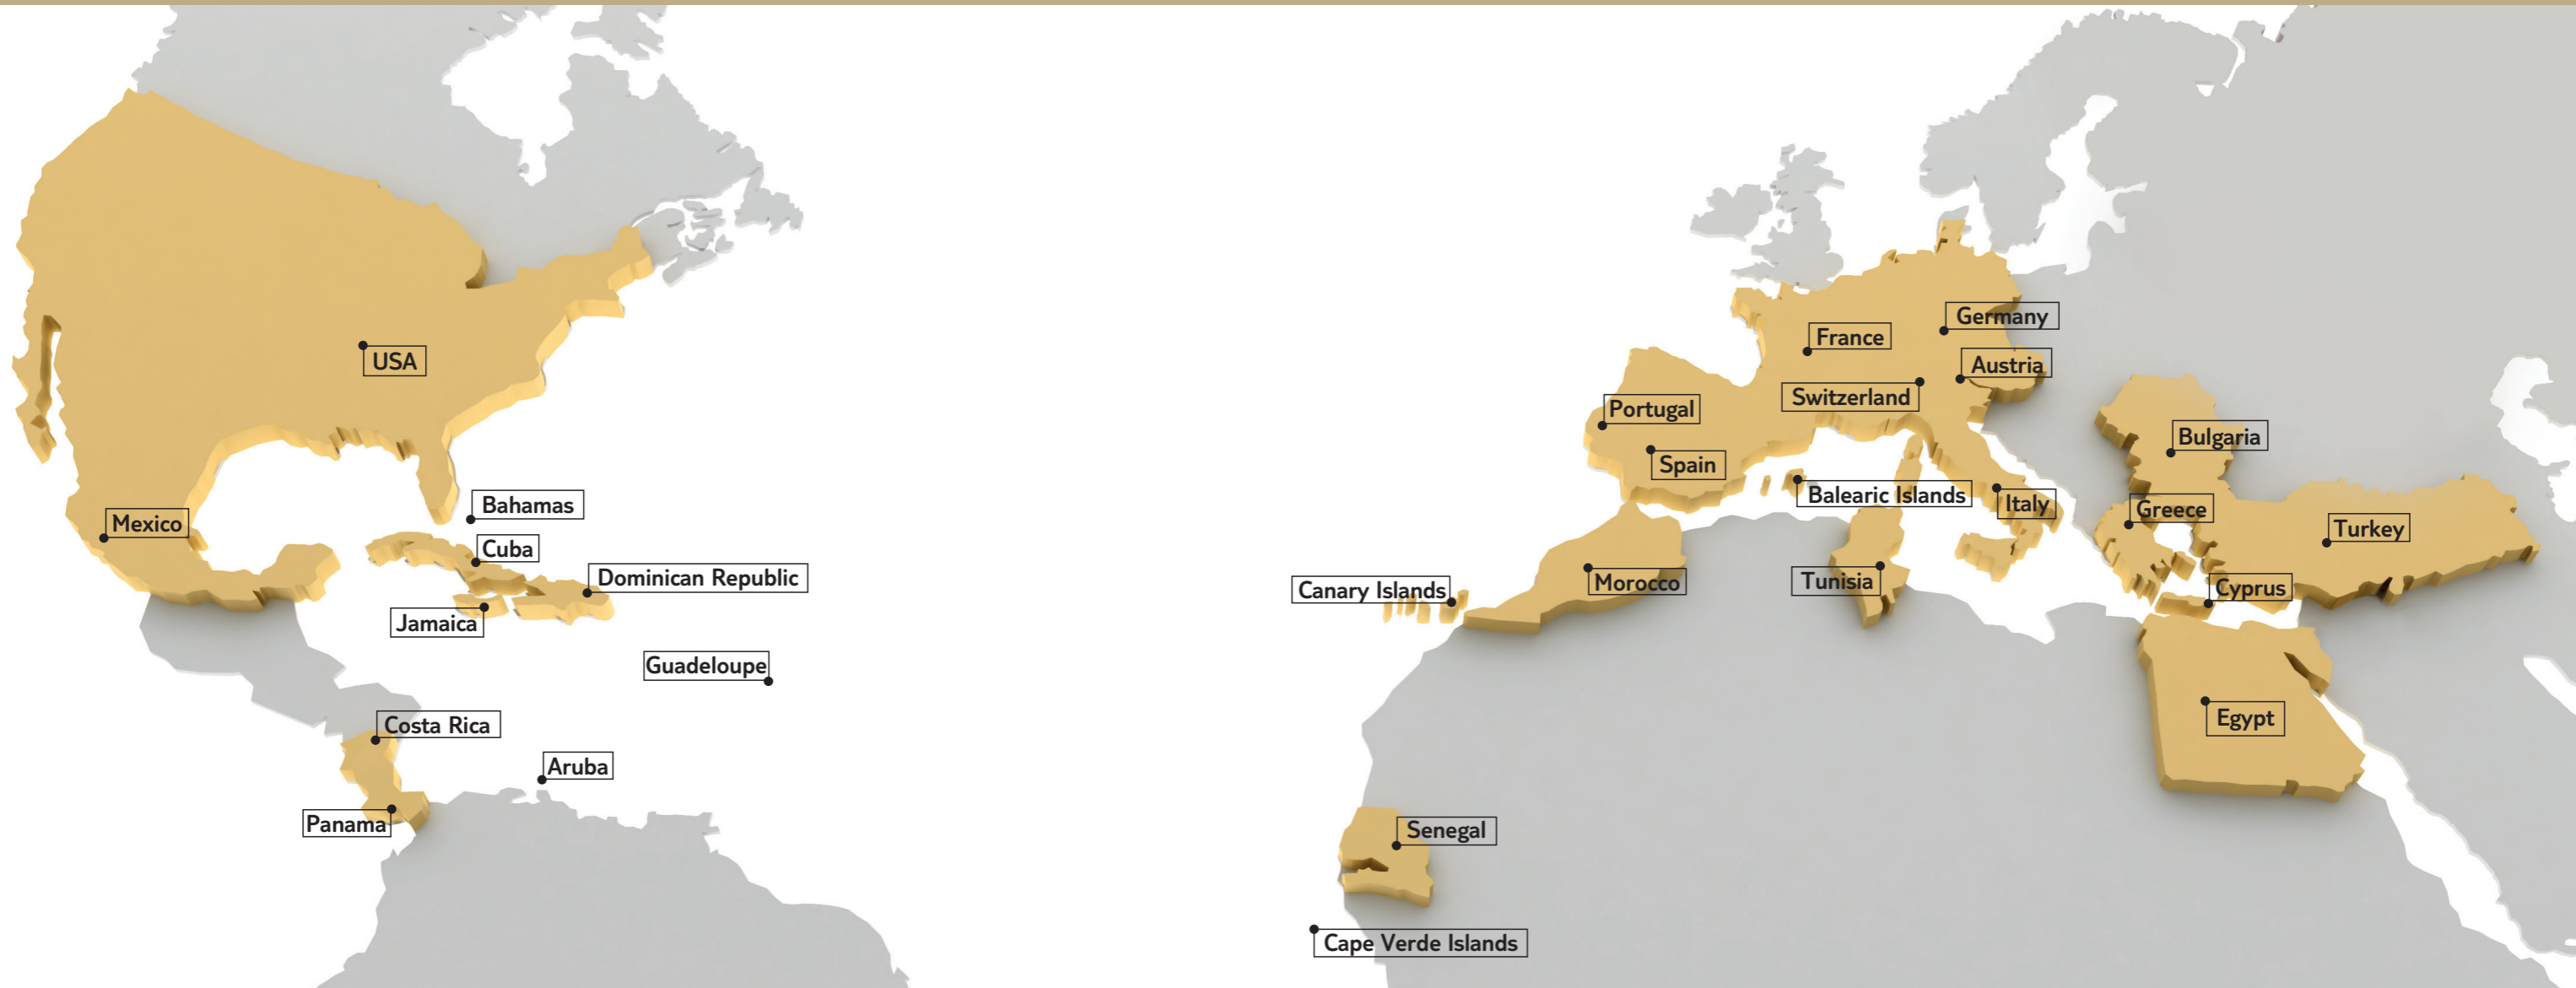 USA
Mexico
Bahamas
Cuba
Dominican Republic
Jamaica
Guadeloupe
Costa Rica
Aruba
Panama
Germany
France
Austria
Switzerland
Portugal
Spain
Balearic Islands
Italy
Bulgaria
Greece
Turkey
Canary Islands
Morocco
Tunisia
Cyprus
Egypt
Senegal
Cape Verde Islands